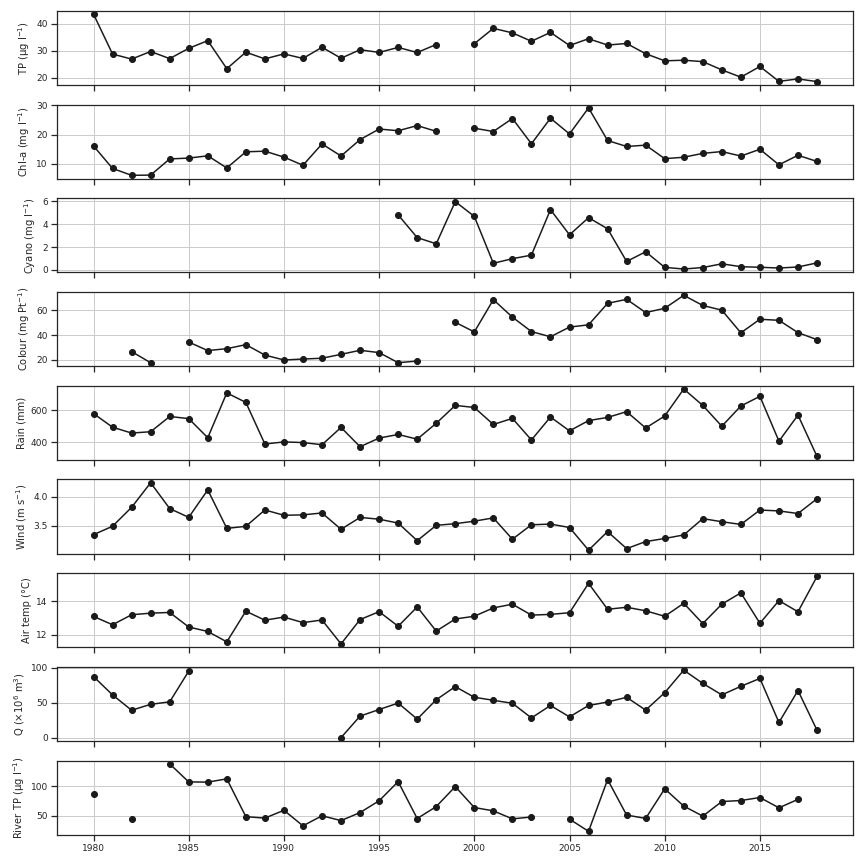 TP (µg l⁻¹)
40
30
20
Chl-a (mg l⁻¹)
30
20
10
Cyano (mg l⁻¹)
6
4
2
0
Colour (mg Pt⁻¹)
60
40
20
Rain (mm)
600
400
Wind (m s⁻¹)
4.0
3.5
Air temp (°C)
14
12
Q (×10⁶ m³)
100
50
0
River TP (µg l⁻¹)
100
50
1980 1985 1990 1995 2000 2005 2010 2015